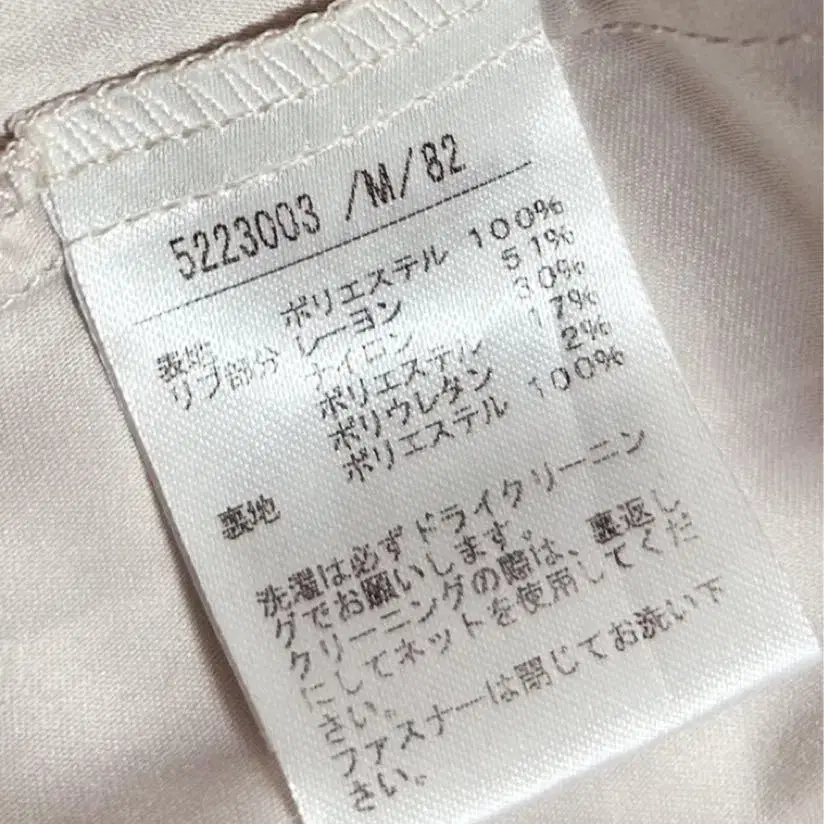 5223003 /M/82
表地 ポリエステル 100%
リブ部分 レーヨン 51%
ナイロン 30%
ポリエステル 17%
ポリウレタン 2%
裏地 ポリエステル 100%
洗濯は必ずドライクリーニン
グでお願いします。
クリーニングの際は、裏返し
にしてネットを使用してくだ
さい。
ファスナーは閉じてお洗い下
さい。